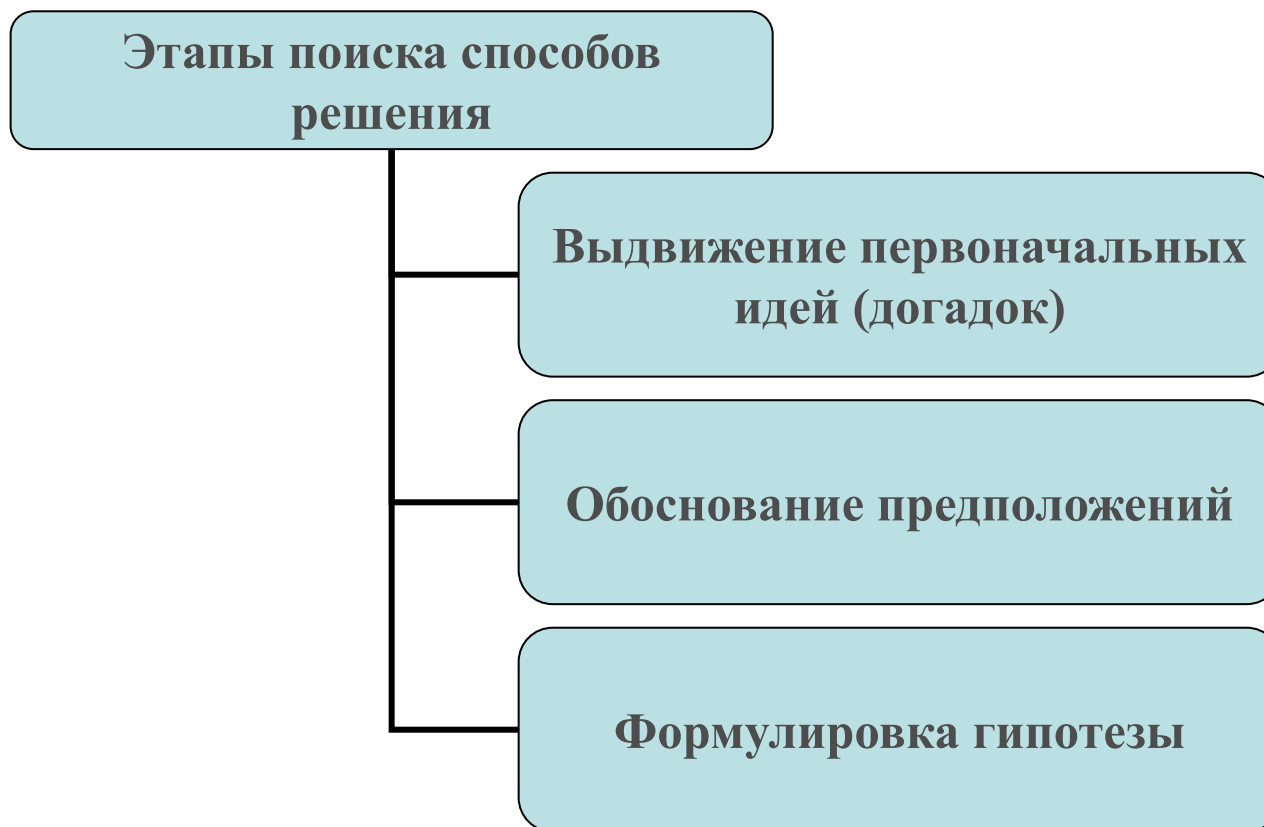 Этапы поиска способов
решения
Выдвижение первоначальных
идей (догадок)
Обоснование предположений
Формулировка гипотезы